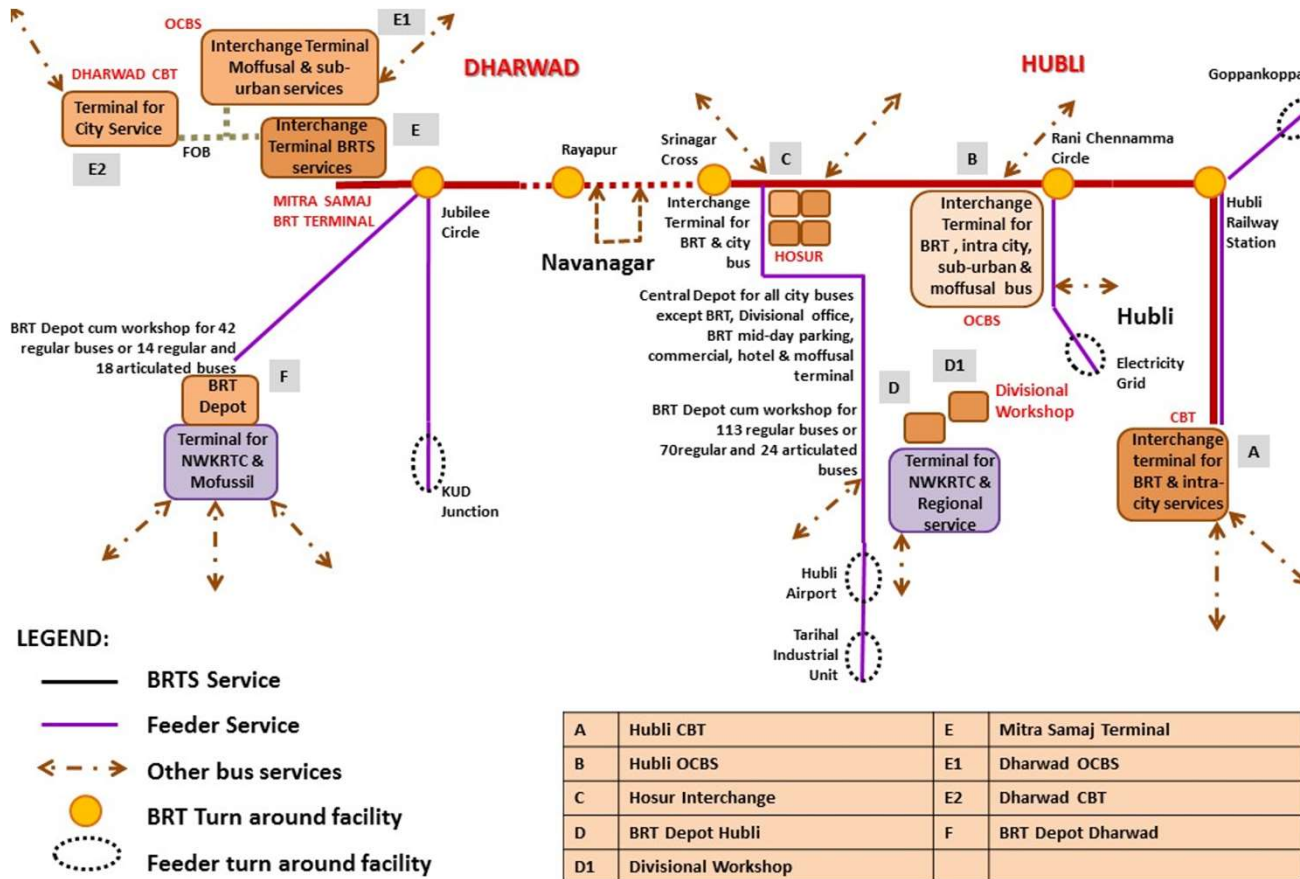 OCBS
E1
Interchange Terminal
Moffusal & sub-
urban services
DHARWAD CBT
Terminal for
City Service
E2
FOB
Interchange
Terminal BRTS
services
E
DHARWAD
HUBLI
MITRA SAMAJ
BRT TERMINAL
Jubilee
Circle
Rayapur
Srinagar
Cross
Navanagar
C
Interchange
Terminal for
BRT & city
bus
HOSUR
B
Rani Chennamma
Circle
Goppankoppa
Interchange
Terminal for
BRT , intra city,
sub-urban &
moffusal bus
OCBS
Hubli
Railway
Station
Hubli
Electricity
Grid
Central Depot for all city buses
except BRT, Divisional office,
BRT mid-day parking,
commercial, hotel & moffusal
terminal
BRT Depot cum workshop for
113 regular buses or
70regular and 24 articulated
buses
D1
D
Divisional
Workshop
Terminal for
NWKRTC &
Regional
service
CBT
Interchange
terminal for
BRT & intra-
city services
A
BRT Depot cum workshop for 42
regular buses or 14 regular and
18 articulated buses
F
BRT
Depot
Terminal for
NWKRTC &
Mofussil
KUD
Junction
Hubli
Airport
Tarihal
Industrial
Unit
LEGEND:
BRTS Service
Feeder Service
Other bus services
BRT Turn around facility
Feeder turn around facility
A Hubli CBT E Mitra Samaj Terminal
B Hubli OCBS E1 Dharwad OCBS
C Hosur Interchange E2 Dharwad CBT
D BRT Depot Hubli F BRT Depot Dharwad
D1 Divisional Workshop